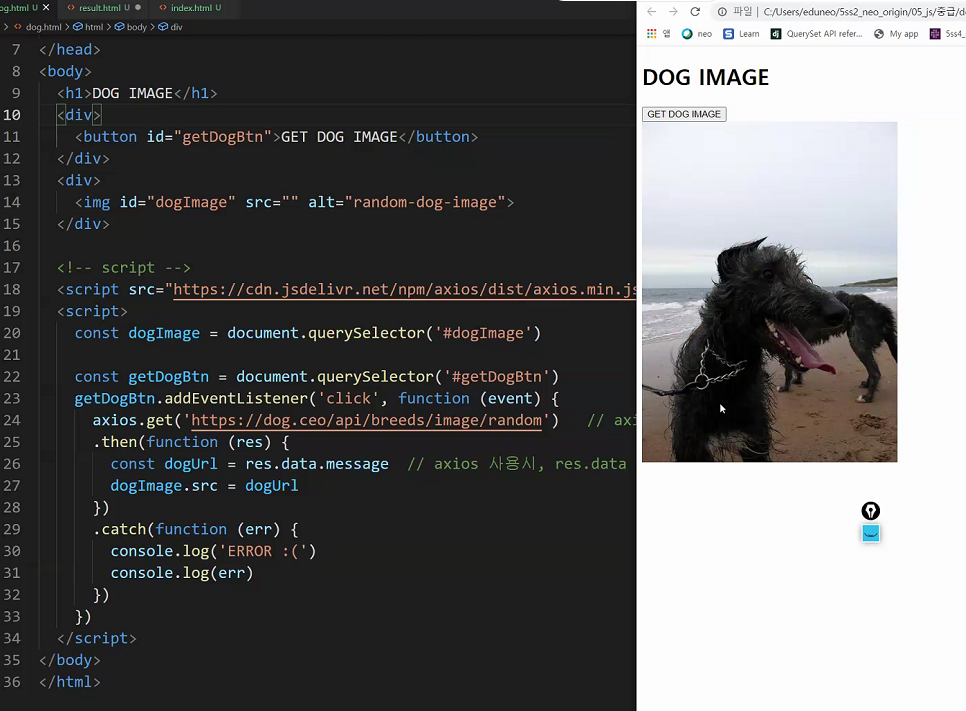 og.html U
result.html U
index.html U
dog.html > html > body > div
7 </head>
8 <body>
9 <h1>DOG IMAGE</h1>
10 <div>
11 <button id="getDogBtn">GET DOG IMAGE</button>
12 </div>
13 <div>
14 <img id="dogImage" src="" alt="random-dog-image">
15 </div>
16
17 <!-- script -->
18 <script src="https://cdn.jsdelivr.net/npm/axios/dist/axios.min.js
19 <script>
20 const dogImage = document.querySelector('#dogImage')
21
22 const getDogBtn = document.querySelector('#getDogBtn')
23 getDogBtn.addEventListener('click', function (event) {
24 axios.get('https://dog.ceo/api/breeds/image/random') // axi
25 .then(function (res) {
26 const dogUrl = res.data.message // axios 사용시, res.data
27 dogImage.src = dogUrl
28 })
29 .catch(function (err) {
30 console.log('ERROR :(')
31 console.log(err)
32 })
33 })
34 </script>
35 </body>
36 </html>
파일 | C:/Users/eduneo/5ss2_neo_origin/05_js/중급/d
앱 neo Learn QuerySet API refer... My app 5ss4_
DOG IMAGE
GET DOG IMAGE